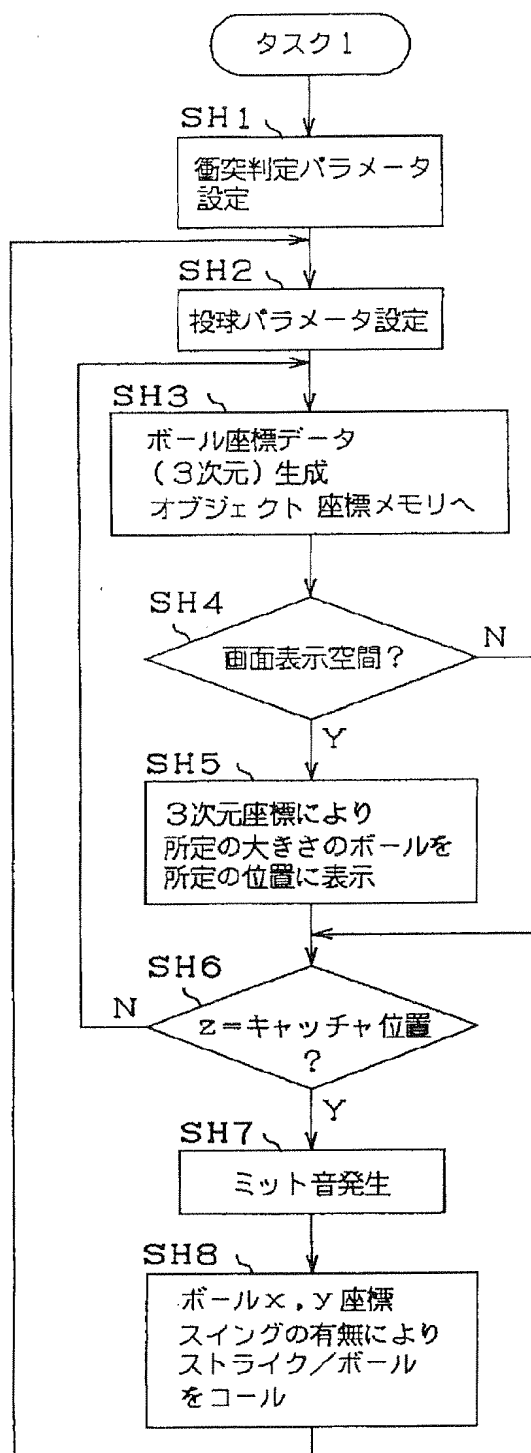 タスク1
SH1
衝突判定パラメータ
設定
SH2
投球パラメータ設定
SH3
ボール座標データ
(3次元)生成
オブジェクト 座標メモリへ
SH4
画面表示空間?
N
Y
SH5
3次元座標により
所定の大きさのボールを
所定の位置に表示
SH6
N
z=キャッチャ位置
?
Y
SH7
ミット音発生
SH8
ボールx,y座標
スイングの有無により
ストライク/ボール
をコール